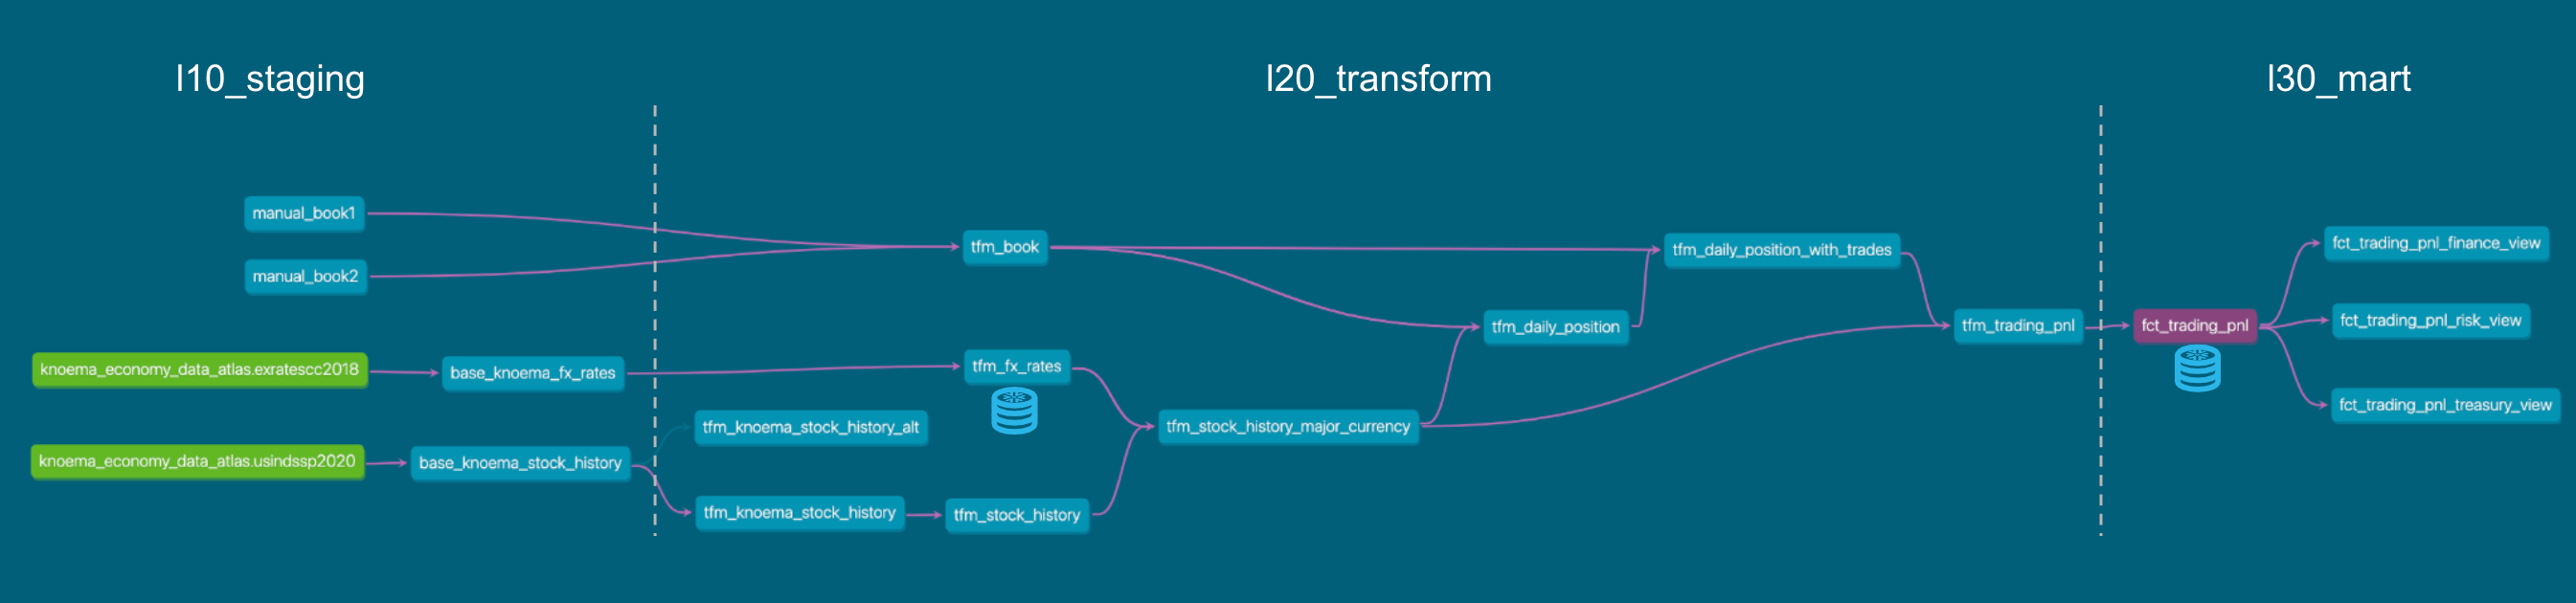 l10_staging
l20_transform
l30_mart
manual_book1
manual_book2
knoema_economy_data_atlas.exratescc2018
base_knoema_fx_rates
knoema_economy_data_atlas.usindssp2020
base_knoema_stock_history
tfm_book
tfm_fx_rates
tfm_knoema_stock_history_alt
tfm_knoema_stock_history
tfm_stock_history
tfm_stock_history_major_currency
tfm_daily_position
tfm_daily_position_with_trades
tfm_trading_pnl
fct_trading_pnl
fct_trading_pnl_finance_view
fct_trading_pnl_risk_view
fct_trading_pnl_treasury_view